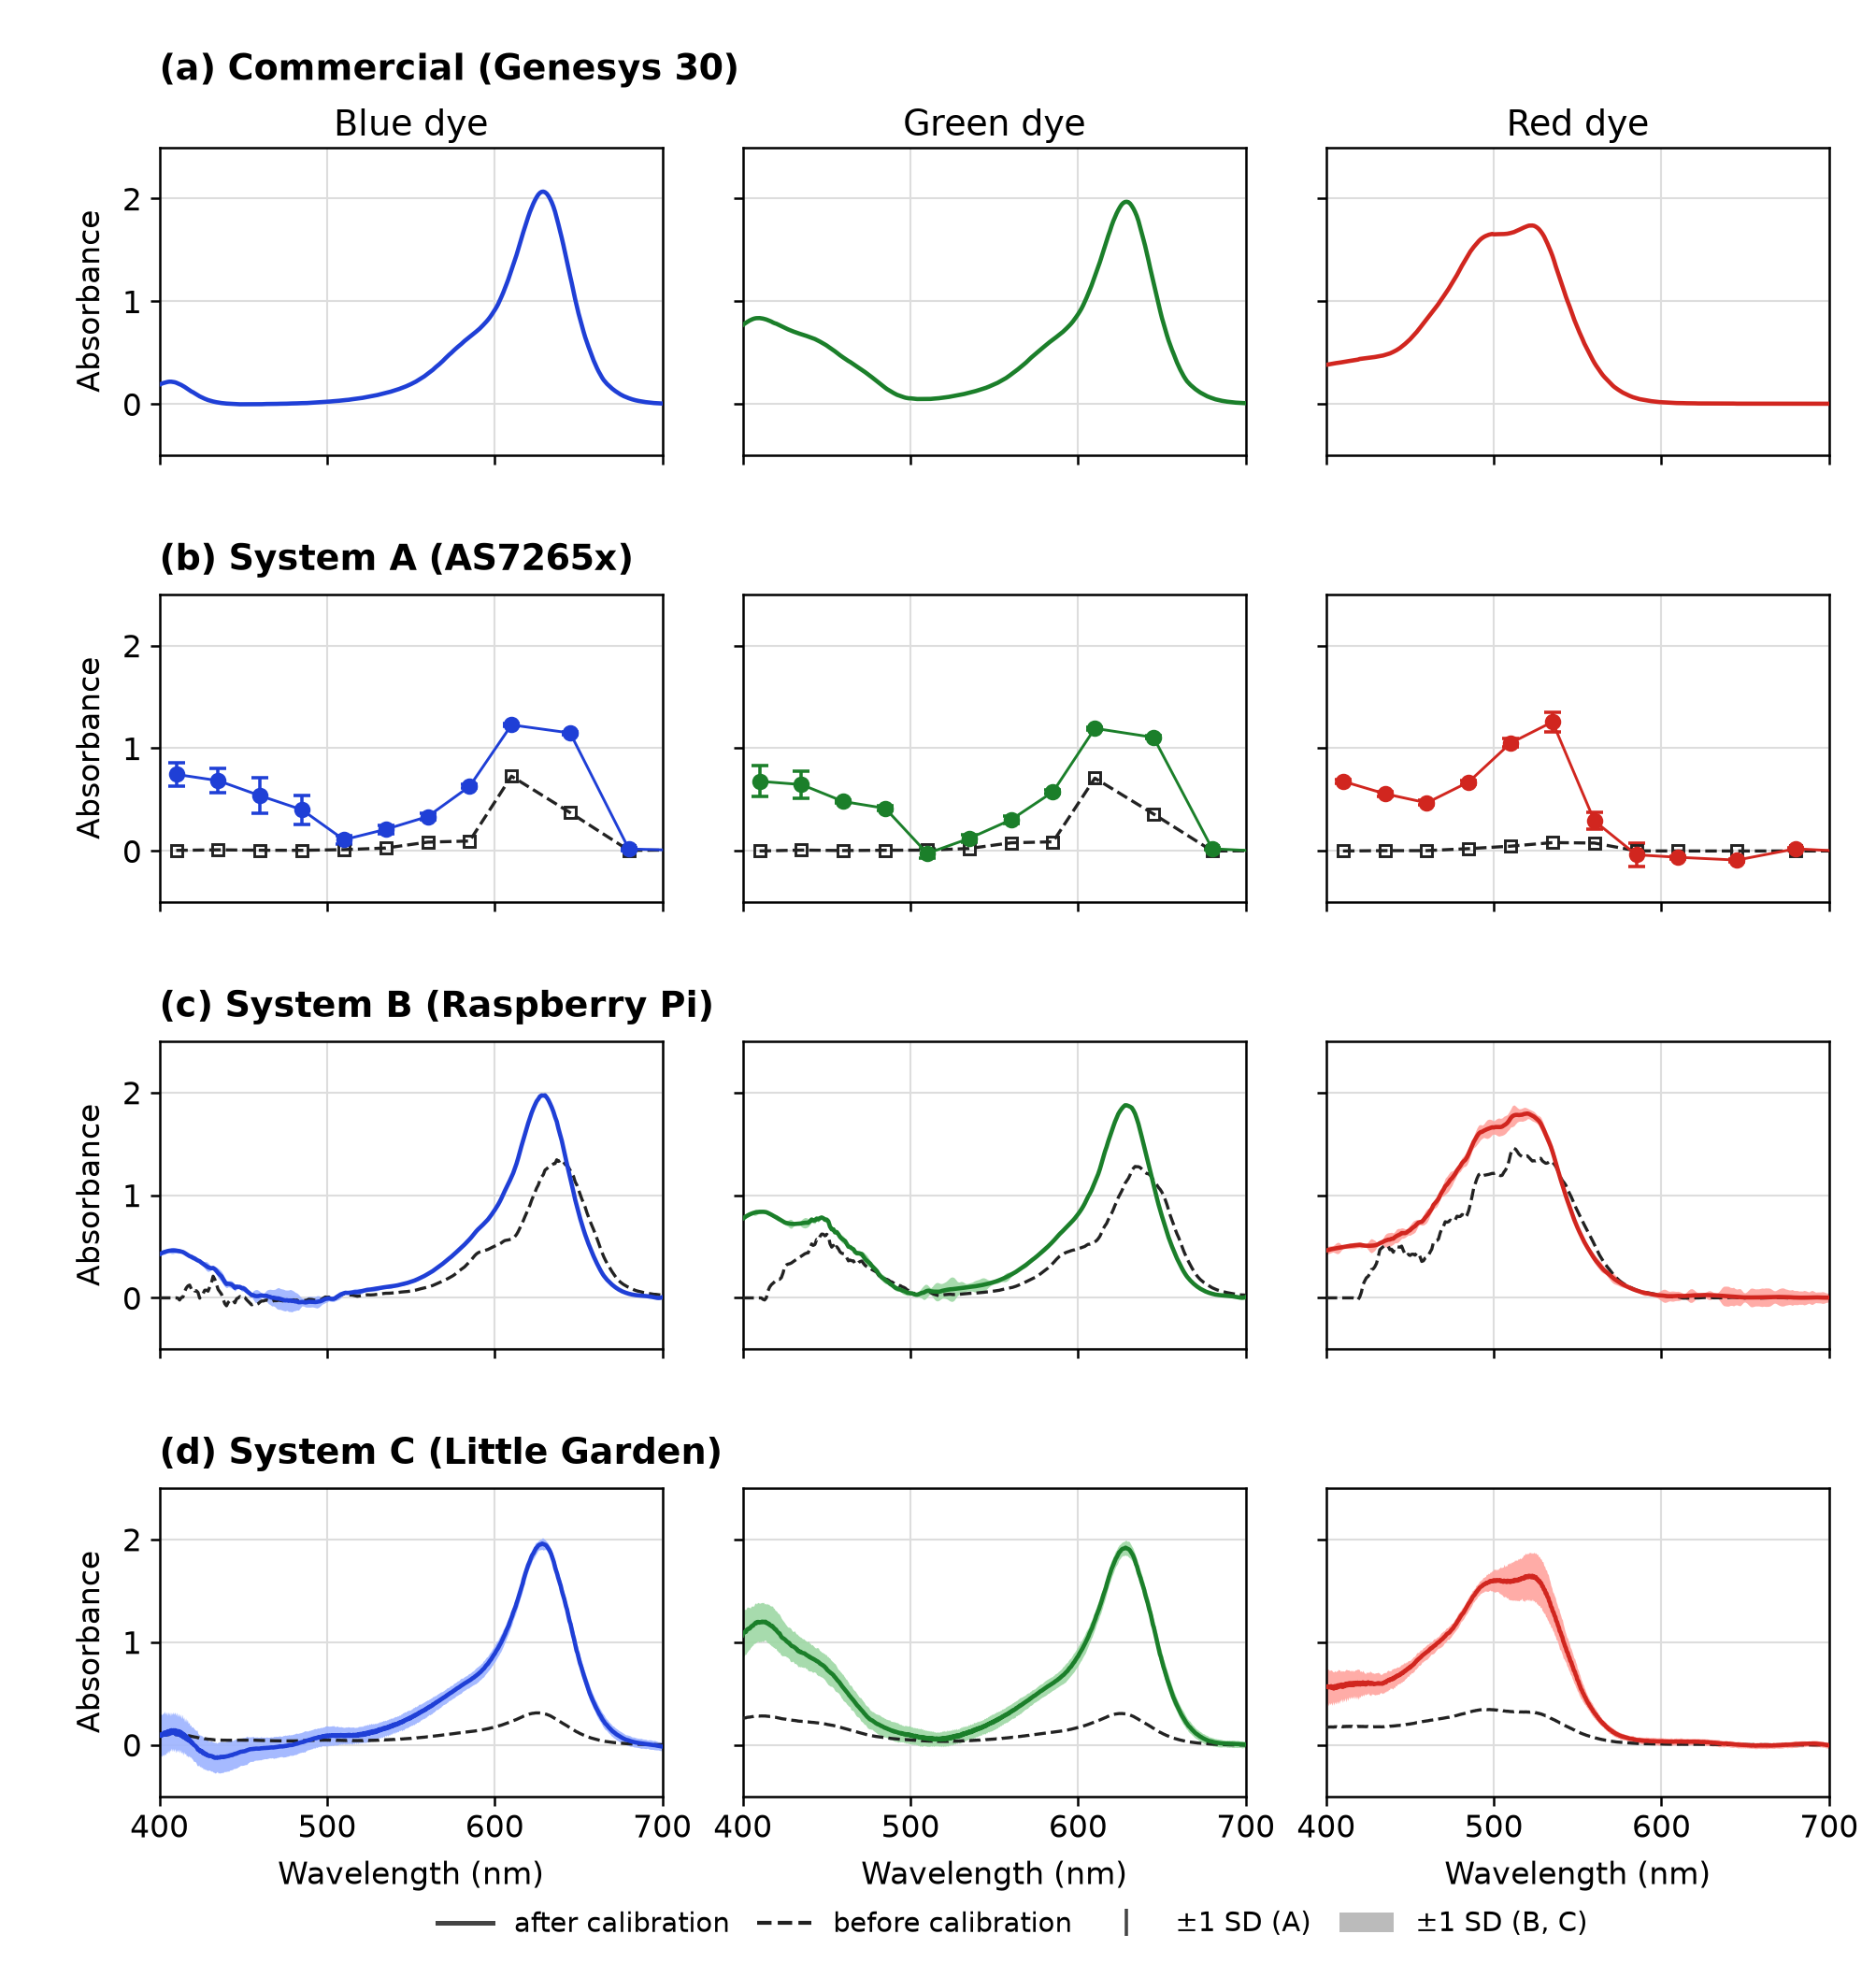 (a) Commercial (Genesys 30)
Blue dye
Green dye
Red dye
Absorbance
2
1
0
(b) System A (AS7265x)
Absorbance
2
1
0
(c) System B (Raspberry Pi)
Absorbance
2
1
0
(d) System C (Little Garden)
Absorbance
2
1
0
400 500 600 700
400 500 600 700
400 500 600 700
Wavelength (nm)
Wavelength (nm)
Wavelength (nm)
after calibration before calibration ±1 SD (A) ±1 SD (B, C)